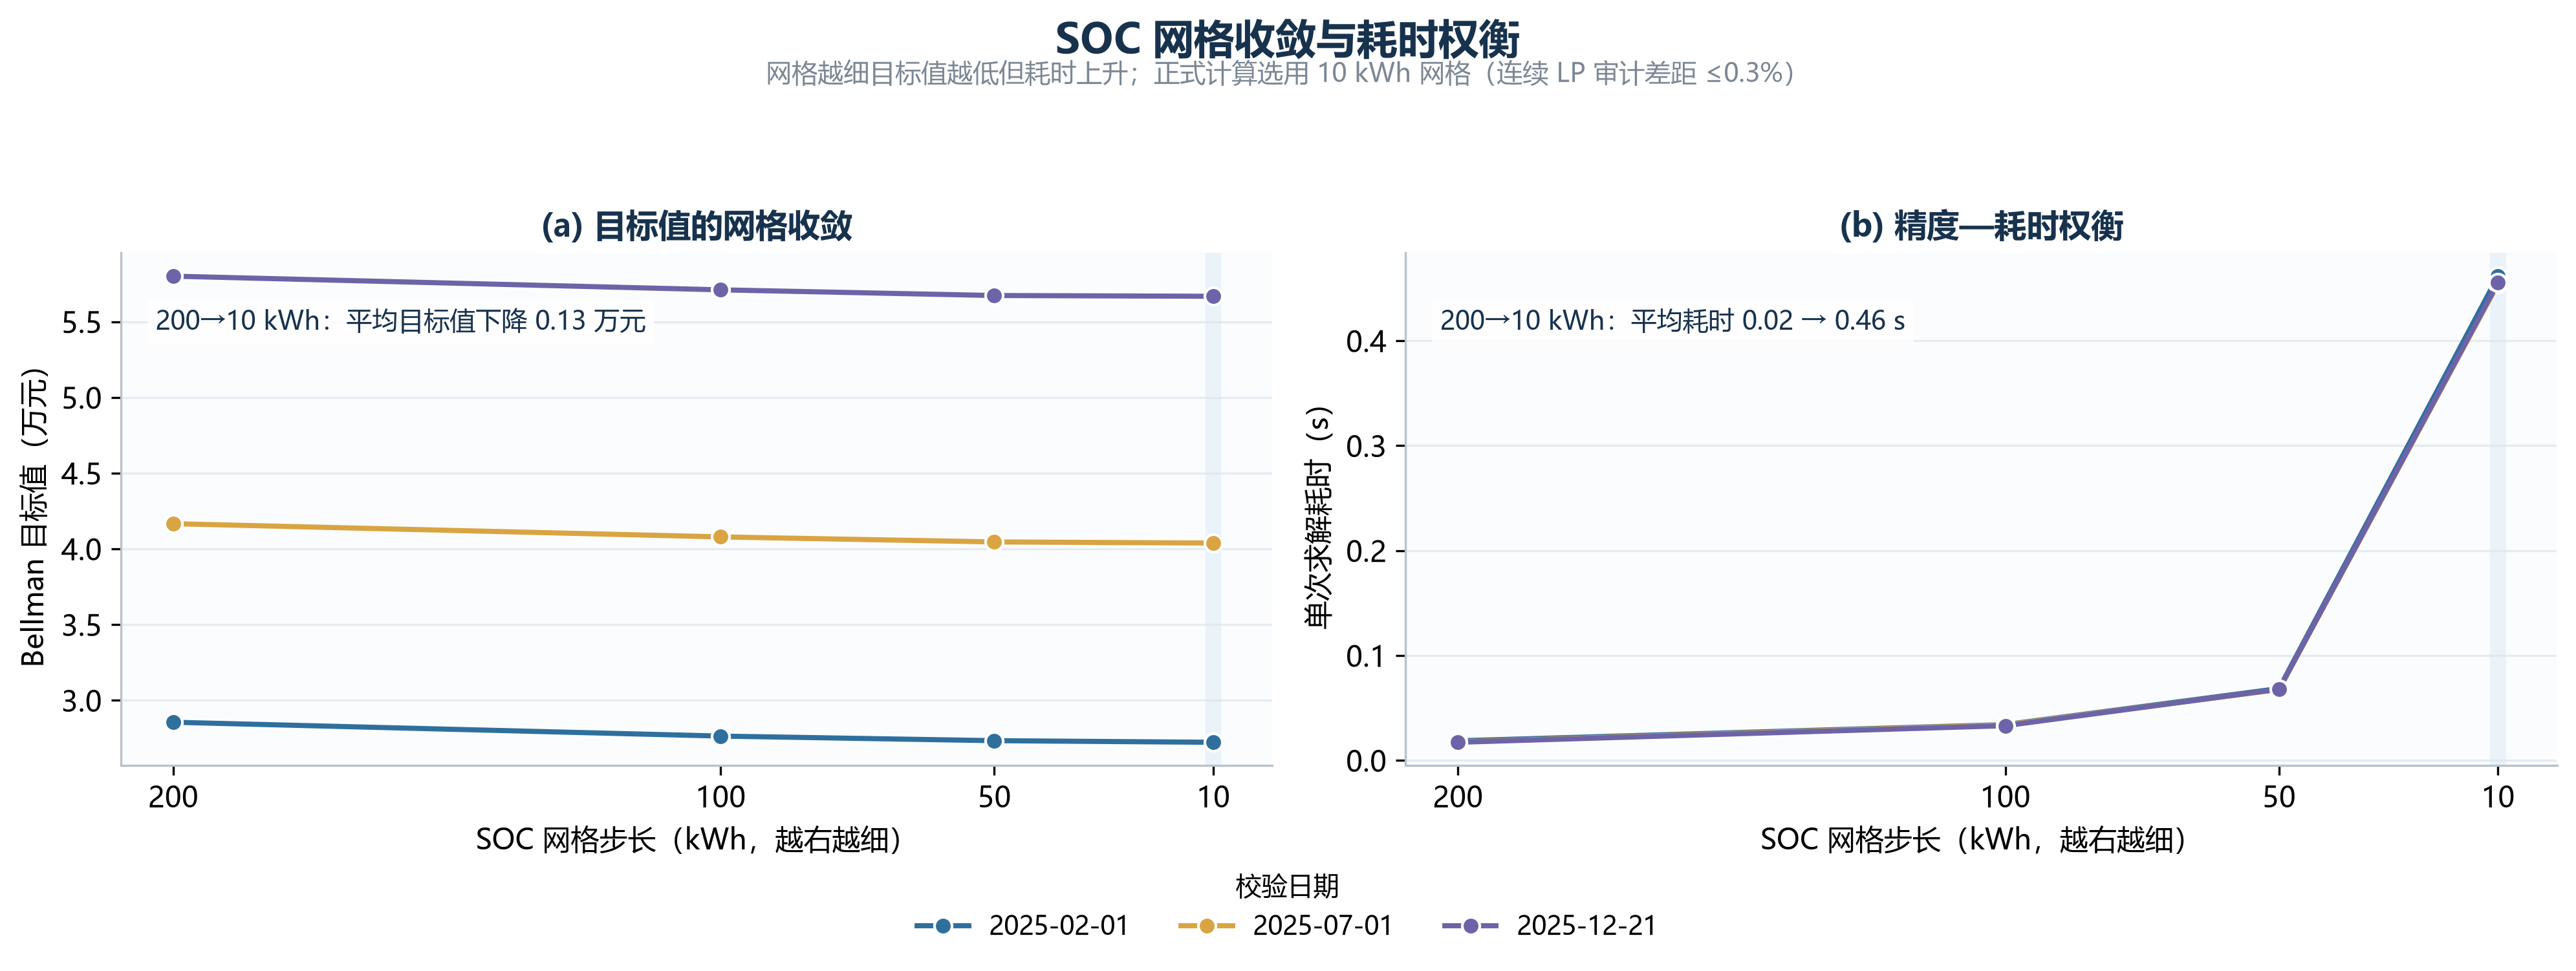 SOC 网格收敛与耗时权衡
网格越细目标值越低但耗时上升；正式计算选用 10 kWh 网格（连续 LP 审计差距 ≤0.3%）
(a) 目标值的网格收敛
200→10 kWh：平均目标值下降 0.13 万元
Bellman 目标值（万元）
5.5
5.0
4.5
4.0
3.5
3.0
200 100 50 10
SOC 网格步长（kWh，越右越细）
(b) 精度—耗时权衡
200→10 kWh：平均耗时 0.02 → 0.46 s
单次求解耗时（s）
0.4
0.3
0.2
0.1
0.0
200 100 50 10
SOC 网格步长（kWh，越右越细）
校验日期
2025-02-01 2025-07-01 2025-12-21